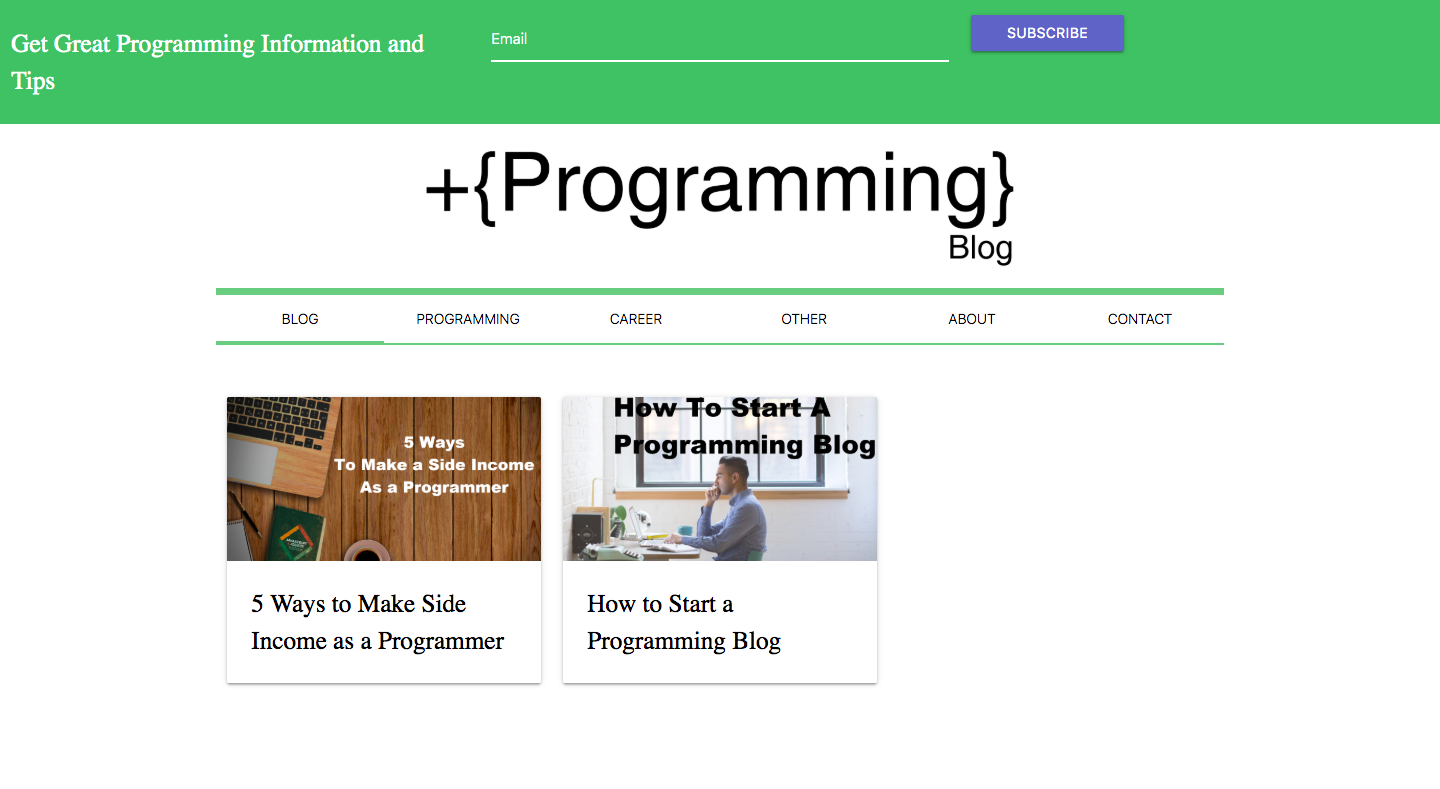 Get Great Programming Information and
Tips
Email
SUBSCRIBE
+{Programming}
Blog
BLOG
PROGRAMMING
CAREER
OTHER
ABOUT
CONTACT
5 Ways
To Make a Side Income
As a Programmer
How To Start A
Programming Blog
5 Ways to Make Side
Income as a Programmer
How to Start a
Programming Blog